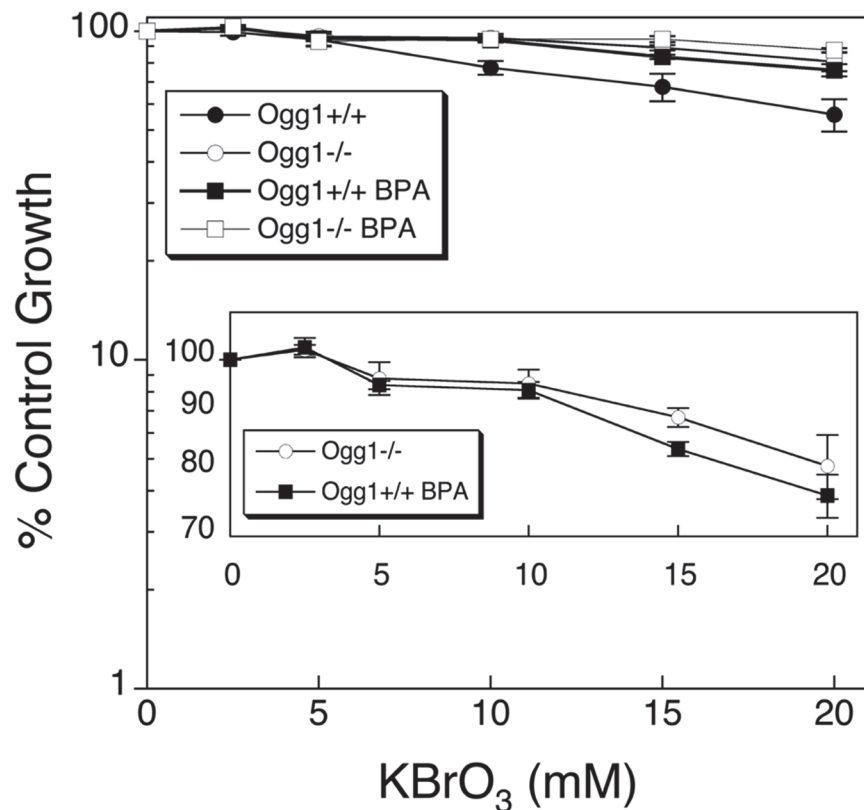 % Control Growth
100
10
1
Ogg1+/+
Ogg1-/-
Ogg1+/+ BPA
Ogg1-/- BPA
100
90
80
70
Ogg1-/-
Ogg1+/+ BPA
0 5 10 15 20
0 5 10 15 20
KBrO₃ (mM)